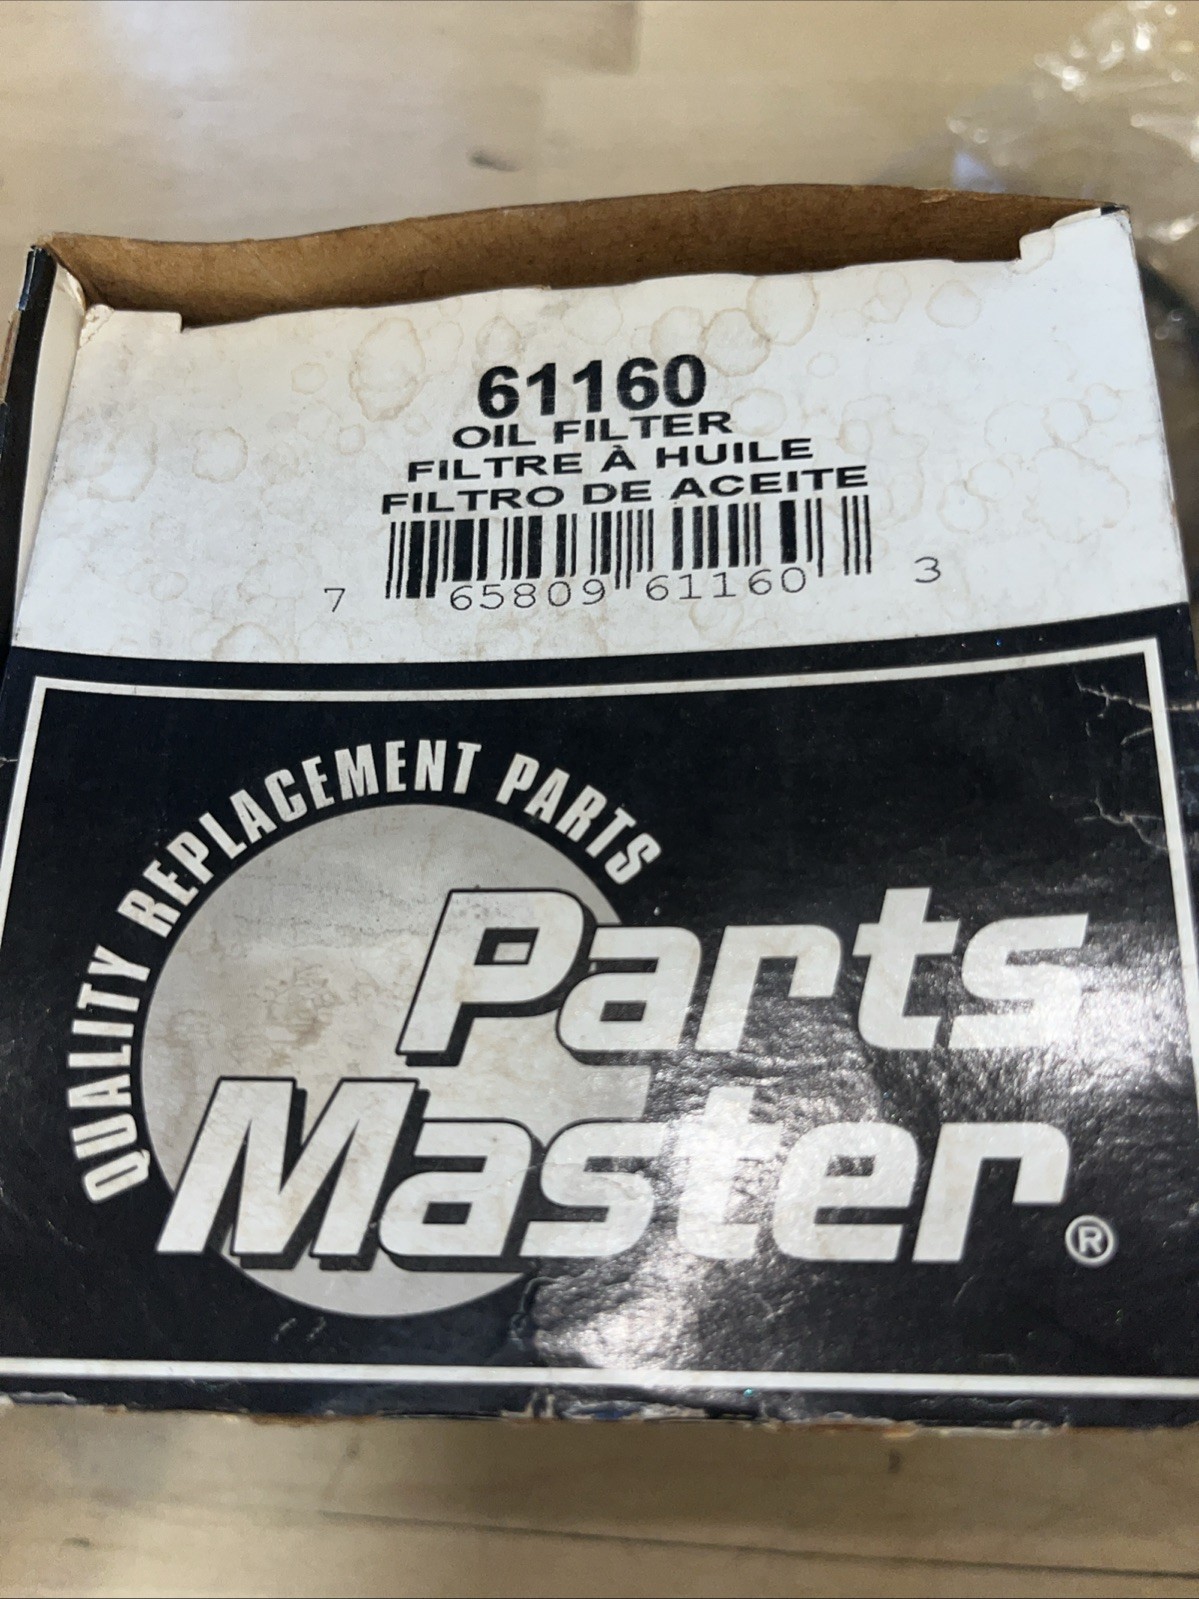 61160
OIL FILTER
FILTRE À HUILE
FILTRO DE ACEITE
7 65809 61160 3
QUALITY REPLACEMENT PARTS
Parts
Master®